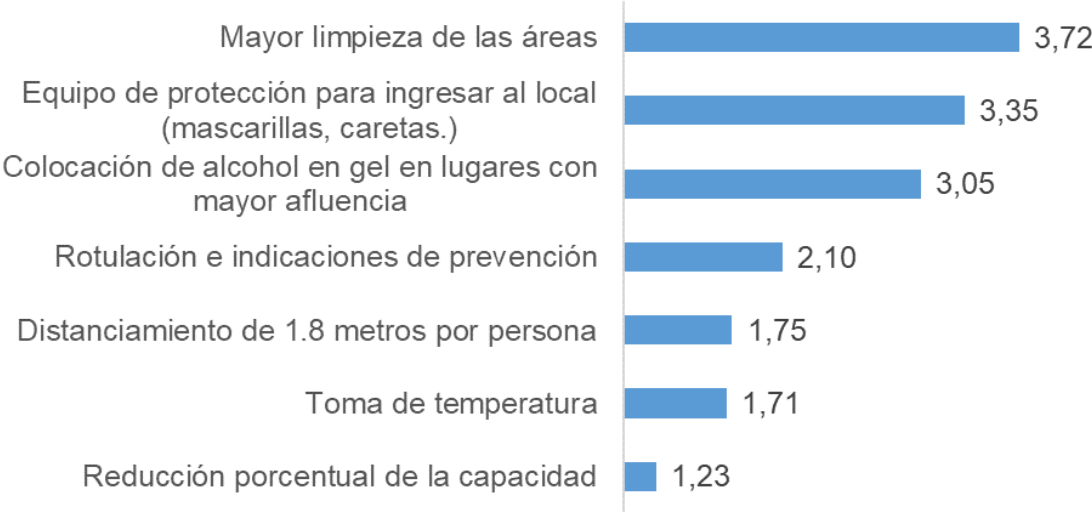 Mayor limpieza de las áreas 3,72
Equipo de protección para ingresar al local
(mascarillas, caretas.) 3,35
Colocación de alcohol en gel en lugares con
mayor afluencia 3,05
Rotulación e indicaciones de prevención 2,10
Distanciamiento de 1.8 metros por persona 1,75
Toma de temperatura 1,71
Reducción porcentual de la capacidad 1,23